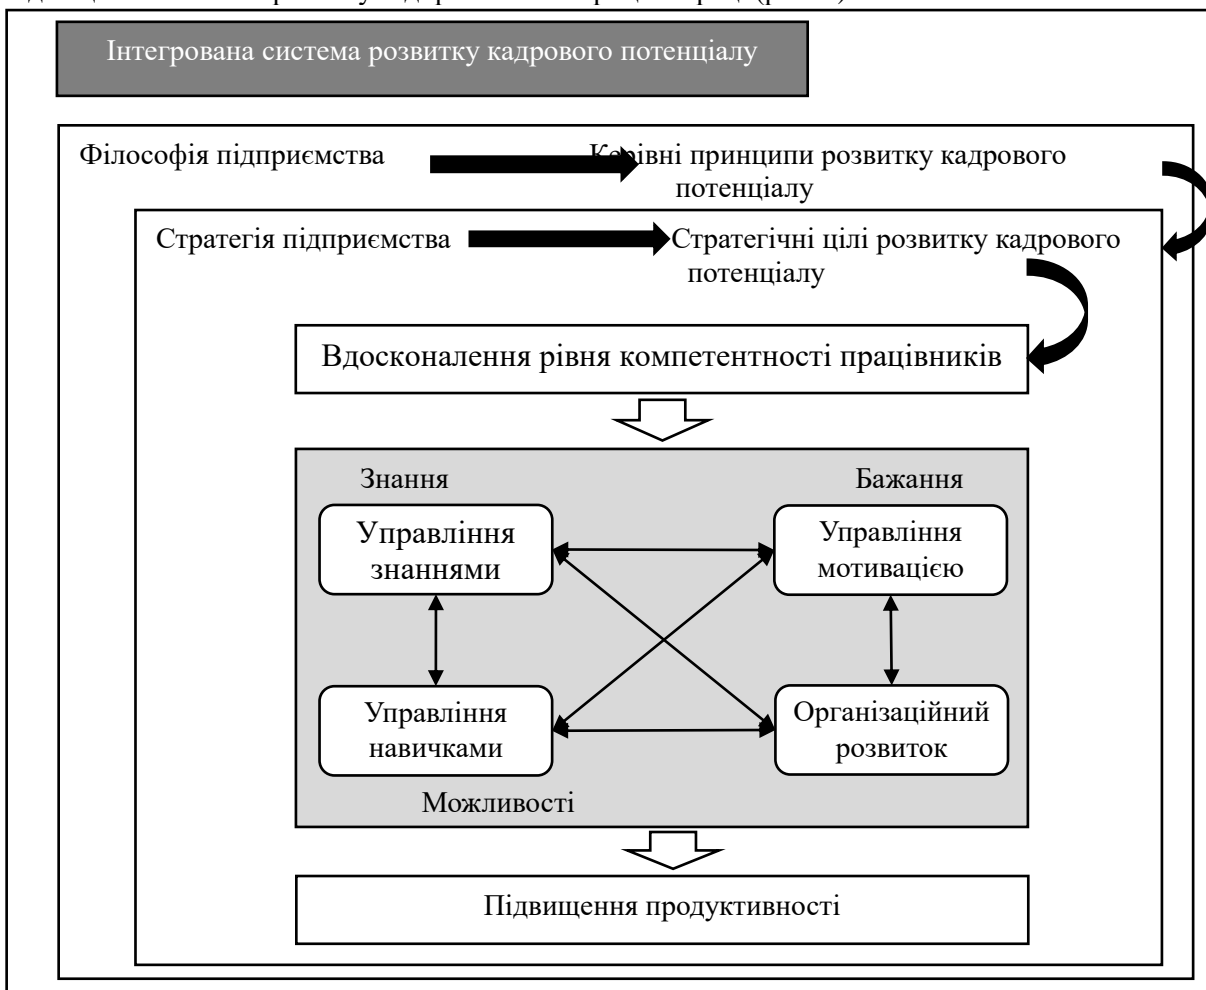 Інтегрована система розвитку кадрового потенціалу
Філософія підприємства
Керівні принципи розвитку кадрового
потенціалу
Стратегія підприємства
Стратегічні цілі розвитку кадрового
потенціалу
Вдосконалення рівня компетентності працівників
Знання
Бажання
Управління
знаннями
Управління
мотивацією
Управління
навичками
Організаційний
розвиток
Можливості
Підвищення продуктивності